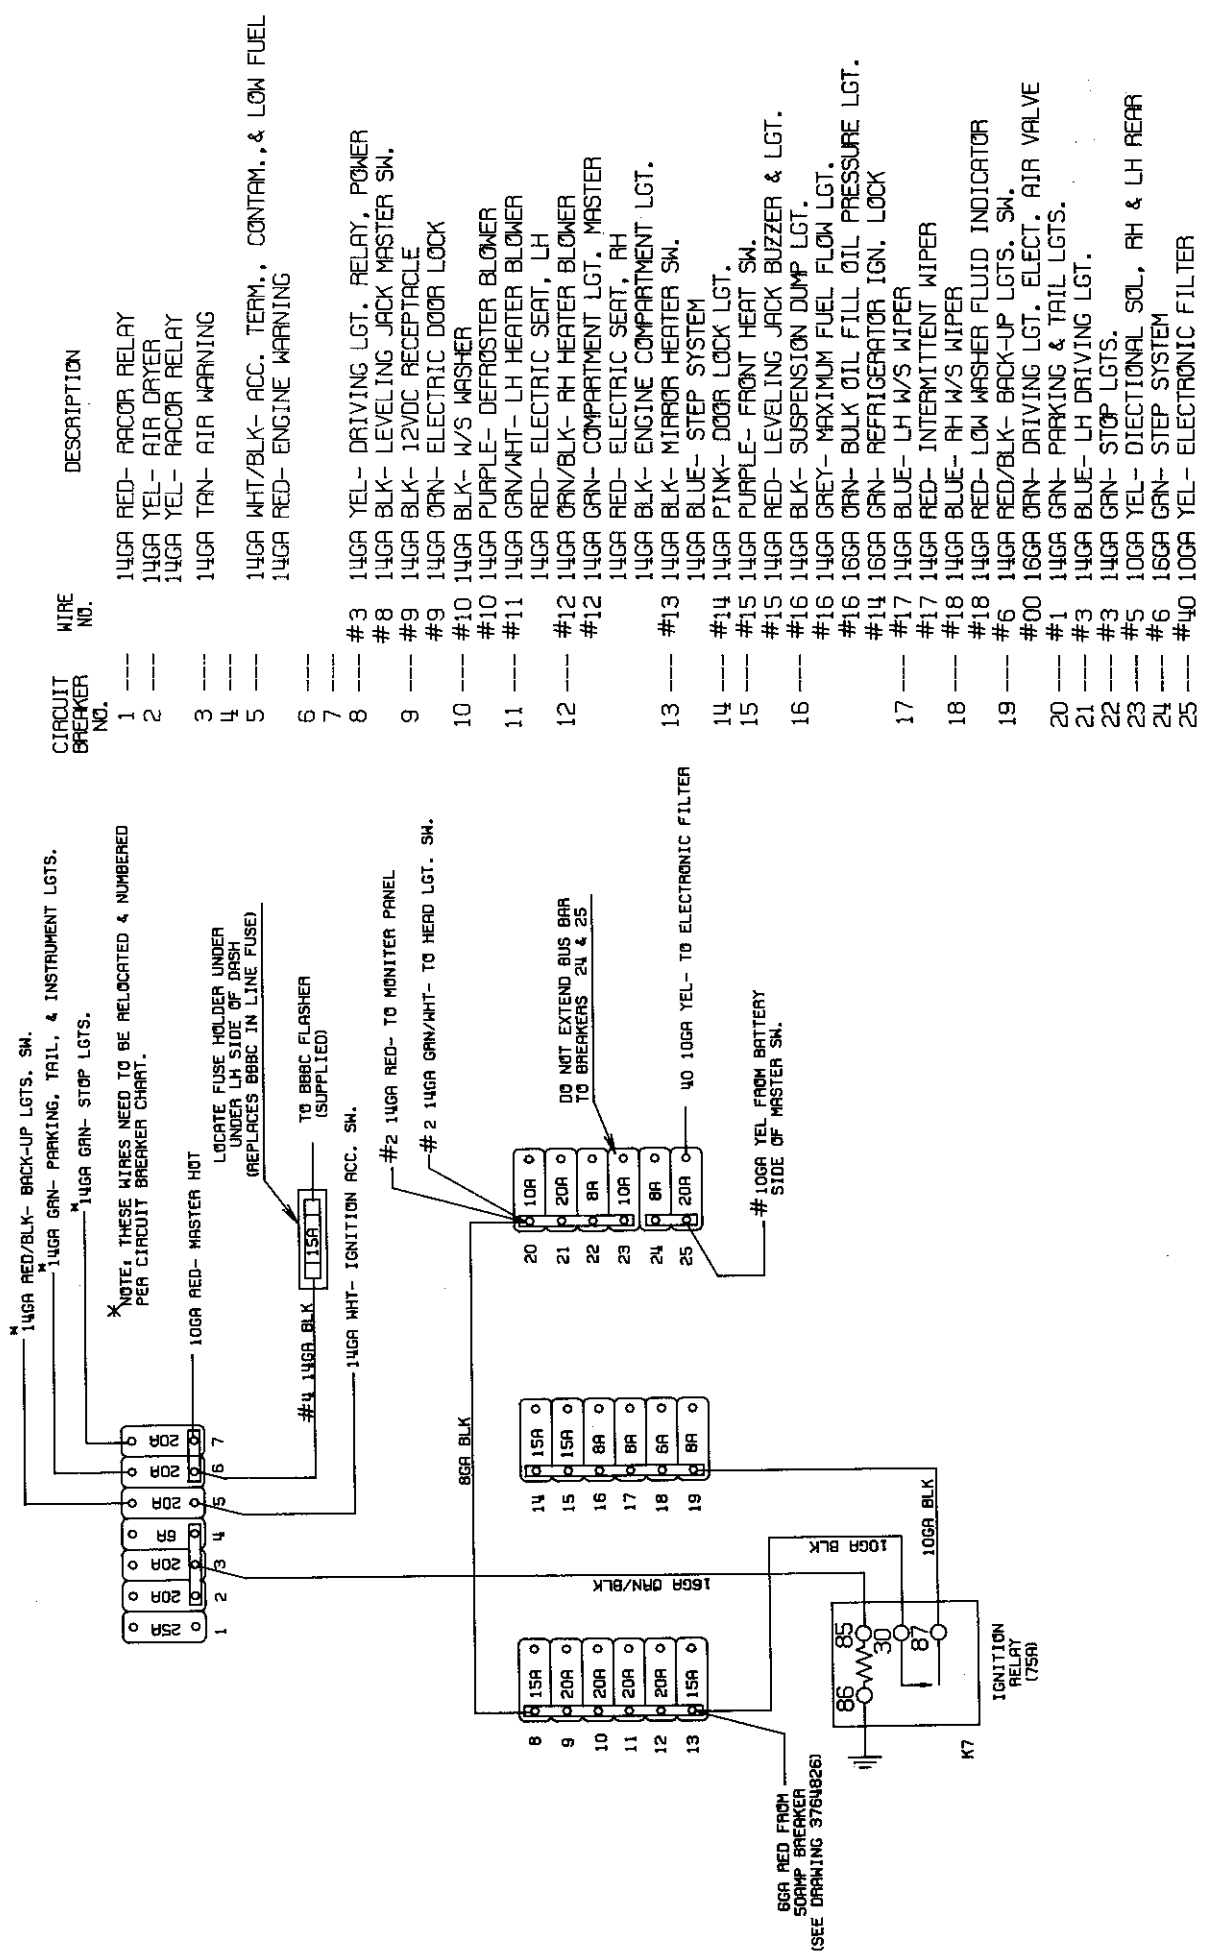 * 14GA RED/BLK- BACK-UP LGTS. SW.
* 14GA GRN- PARKING, TAIL, & INSTRUMENT LGTS.
* 14GA GRN- STOP LGTS.
* NOTE: THESE WIRES NEED TO BE RELOCATED & NUMBERED
PER CIRCUIT BREAKER CHART.
10GA RED- MASTER HOT
25A 20A 20A 6A 20A 20A 20A
1 2 3 4 5 6 7
LOCATE FUSE HOLDER UNDER
UNDER LH SIDE OF DASH
(REPLACES BBBC IN LINE FUSE)
#4 14GA BLK
15A
TO BBBC FLASHER
(SUPPLIED)
14GA WHT- IGNITION ACC. SW.
#2 14GA RED- TO MONITER PANEL
#2 14GA GRN/WHT- TO HEAD LGT. SW.
8GA BLK
16GA ORN/BLK
8 15A
9 20A
10 20A
11 20A
12 20A
13 15A
14 15A
15 15A
16 8A
17 8A
18 6A
19 8A
20 10A
21 20A
22 8A
23 10A
24 8A
25 20A
DO NOT EXTEND BUS BAR
TO BREAKERS 24 & 25
40 10GA YEL- TO ELECTRONIC FILTER
#10GA YEL FROM BATTERY
SIDE OF MASTER SW.
10GA BLK
10GA BLK
6GA RED FROM
50AMP BREAKER
(SEE DRAWING 3764826)
86 85
30
87
K7
IGNITION
RELAY
(75A)
CIRCUIT
BREAKER
NO.
WIRE
NO.
DESCRIPTION
1 --- 14GA RED- RACOR RELAY
2 --- 14GA YEL- AIR DRYER
14GA YEL- RACOR RELAY
3 --- 14GA TAN- AIR WARNING
4 ---
5 --- 14GA WHT/BLK- ACC. TERM., CONTAM., & LOW FUEL
14GA RED- ENGINE WARNING
6 ---
7 ---
8 --- #3 14GA YEL- DRIVING LGT. RELAY, POWER
#8 14GA BLK- LEVELING JACK MASTER SW.
9 --- #9 14GA BLK- 12VDC RECEPTACLE
#9 14GA ORN- ELECTRIC DOOR LOCK
10 --- #10 14GA BLK- W/S WASHER
#10 14GA PURPLE- DEFROSTER BLOWER
11 --- #11 14GA GRN/WHT- LH HEATER BLOWER
14GA RED- ELECTRIC SEAT, LH
12 --- #12 14GA ORN/BLK- RH HEATER BLOWER
#12 14GA GRN- COMPARTMENT LGT. MASTER
14GA RED- ELECTRIC SEAT, RH
14GA BLK- ENGINE COMPARTMENT LGT.
13 --- #13 14GA BLK- MIRROR HEATER SW.
14GA BLUE- STEP SYSTEM
14 --- #14 14GA PINK- DOOR LOCK LGT.
15 --- #15 14GA PURPLE- FRONT HEAT SW.
#15 14GA RED- LEVELING JACK BUZZER & LGT.
16 --- #16 14GA BLK- SUSPENSION DUMP LGT.
#16 14GA GREY- MAXIMUM FUEL FLOW LGT.
#16 16GA ORN- BULK OIL FILL OIL PRESSURE LGT.
#14 16GA GRN- REFRIGERATOR IGN. LOCK
17 --- #17 14GA BLUE- LH W/S WIPER
#17 14GA RED- INTERMITTENT WIPER
18 --- #18 14GA BLUE- RH W/S WIPER
#18 14GA RED- LOW WASHER FLUID INDICATOR
19 --- #6 14GA RED/BLK- BACK-UP LGTS. SW.
#00 16GA ORN- DRIVING LGT. ELECT. AIR VALVE
20 --- #1 14GA GRN- PARKING & TAIL LGTS.
21 --- #3 14GA BLUE- LH DRIVING LGT.
22 --- #3 14GA GRN- STOP LGTS.
23 --- #5 10GA YEL- DIECTIONAL SOL, RH & LH REAR
24 --- #6 16GA GRN- STEP SYSTEM
25 --- #40 10GA YEL- ELECTRONIC FILTER